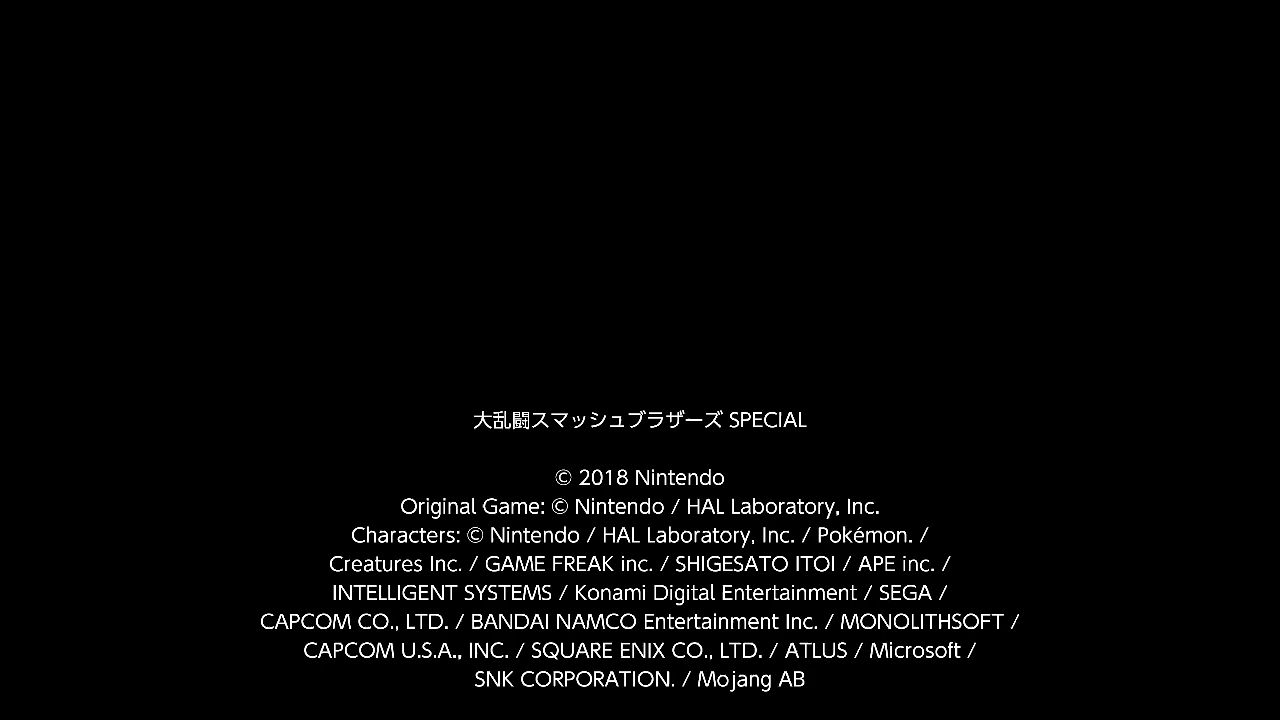 大乱闘スマッシュブラザーズ SPECIAL
© 2018 Nintendo
Original Game: © Nintendo / HAL Laboratory, Inc.
Characters: © Nintendo / HAL Laboratory, Inc. / Pokémon. /
Creatures Inc. / GAME FREAK inc. / SHIGESATO ITOI / APE inc. /
INTELLIGENT SYSTEMS / Konami Digital Entertainment / SEGA /
CAPCOM CO., LTD. / BANDAI NAMCO Entertainment Inc. / MONOLITHSOFT /
CAPCOM U.S.A., INC. / SQUARE ENIX CO., LTD. / ATLUS / Microsoft /
SNK CORPORATION. / Mojang AB